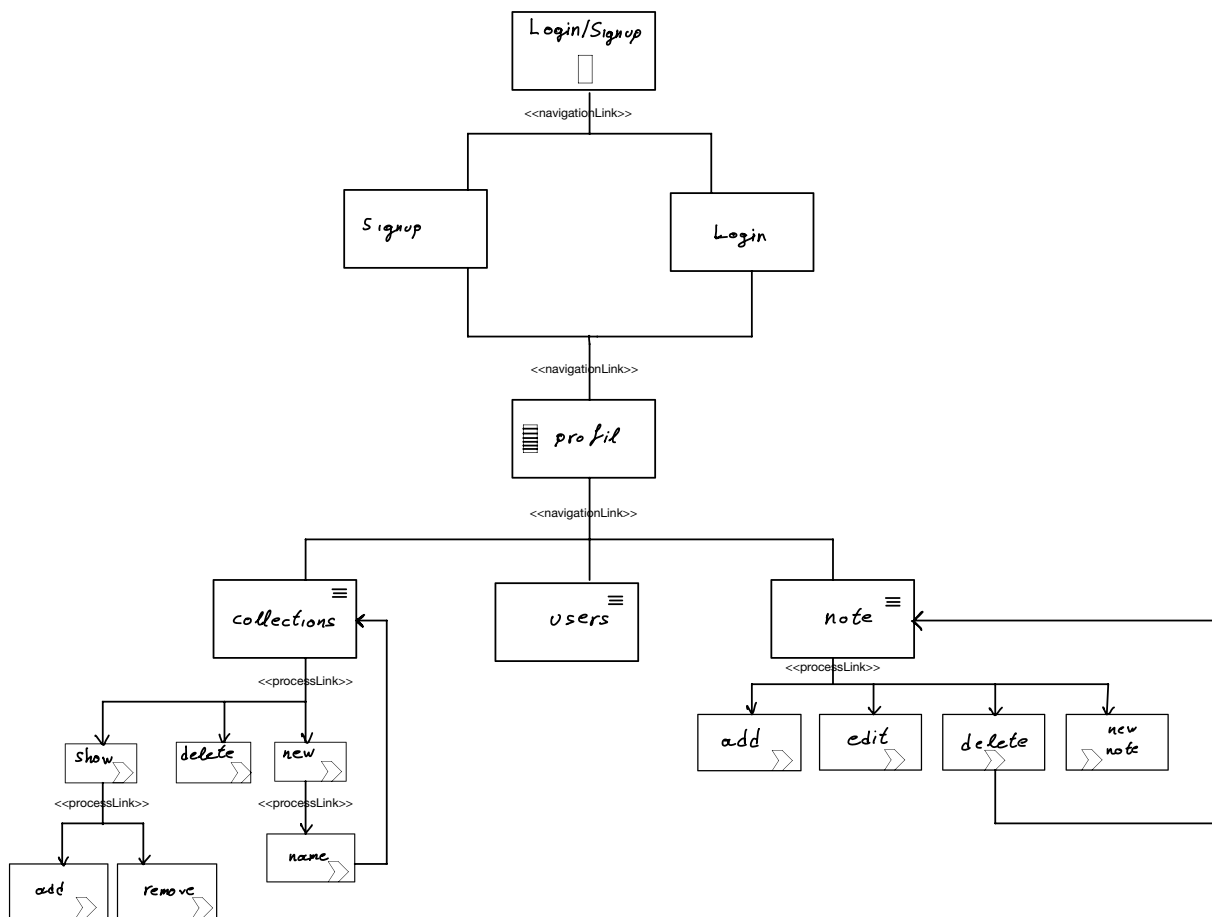 Login/Signup
<<navigationLink>>
Signup
Login
<<navigationLink>>
profil
<<navigationLink>>
collections
users
note
<<processLink>>
<<processLink>>
show
delete
new
add
edit
delete
new
note
<<processLink>>
<<processLink>>
name
add
remove